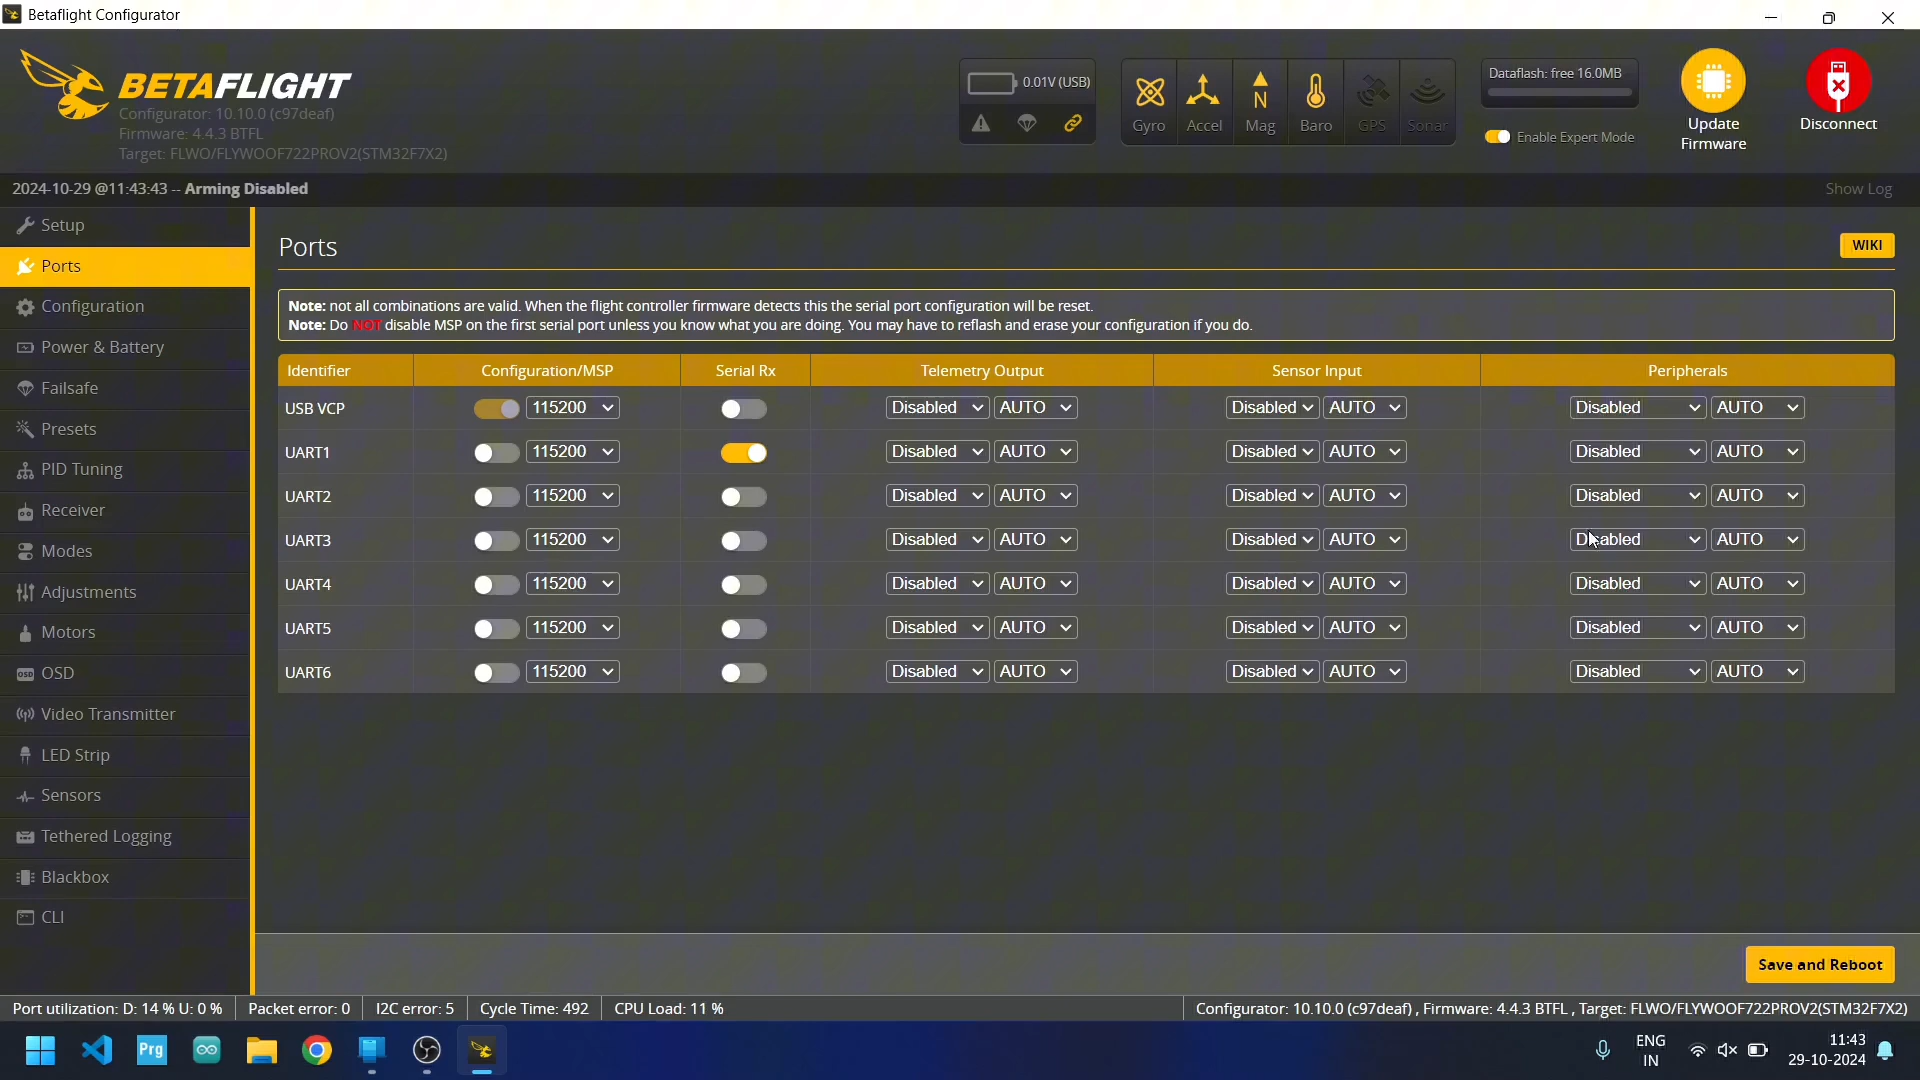 Betaflight Configurator
BETAFLIGHT
Configurator: 10.10.0 (c97deaf)
Firmware: 4.4.3 BTFL
Target: FLWO/FLYWOOF722PROV2(STM32F7X2)
0.01V (USB)
Gyro Accel Mag Baro GPS Sonar
Dataflash: free 16.0MB
Enable Expert Mode
Update
Firmware
Disconnect
2024-10-29 @11:43:43 -- Arming Disabled
Show Log
Setup
Ports
Configuration
Power & Battery
Failsafe
Presets
PID Tuning
Receiver
Modes
Adjustments
Motors
OSD OSD
Video Transmitter
LED Strip
Sensors
Tethered Logging
Blackbox
CLI
Ports
WIKI
Note: not all combinations are valid. When the flight controller firmware detects this the serial port configuration will be reset.
Note: Do NOT disable MSP on the first serial port unless you know what you are doing. You may have to reflash and erase your configuration if you do.
Identifier Configuration/MSP Serial Rx Telemetry Output Sensor Input Peripherals
USB VCP 115200 Disabled AUTO Disabled AUTO Disabled AUTO
UART1 115200 Disabled AUTO Disabled AUTO Disabled AUTO
UART2 115200 Disabled AUTO Disabled AUTO Disabled AUTO
UART3 115200 Disabled AUTO Disabled AUTO Disabled AUTO
UART4 115200 Disabled AUTO Disabled AUTO Disabled AUTO
UART5 115200 Disabled AUTO Disabled AUTO Disabled AUTO
UART6 115200 Disabled AUTO Disabled AUTO Disabled AUTO
Save and Reboot
Port utilization: D: 14 % U: 0 % Packet error: 0 I2C error: 5 Cycle Time: 492 CPU Load: 11 % Configurator: 10.10.0 (c97deaf) , Firmware: 4.4.3 BTFL , Target: FLWO/FLYWOOF722PROV2(STM32F7X2)
Prg
ENG
IN
11:43
29-10-2024